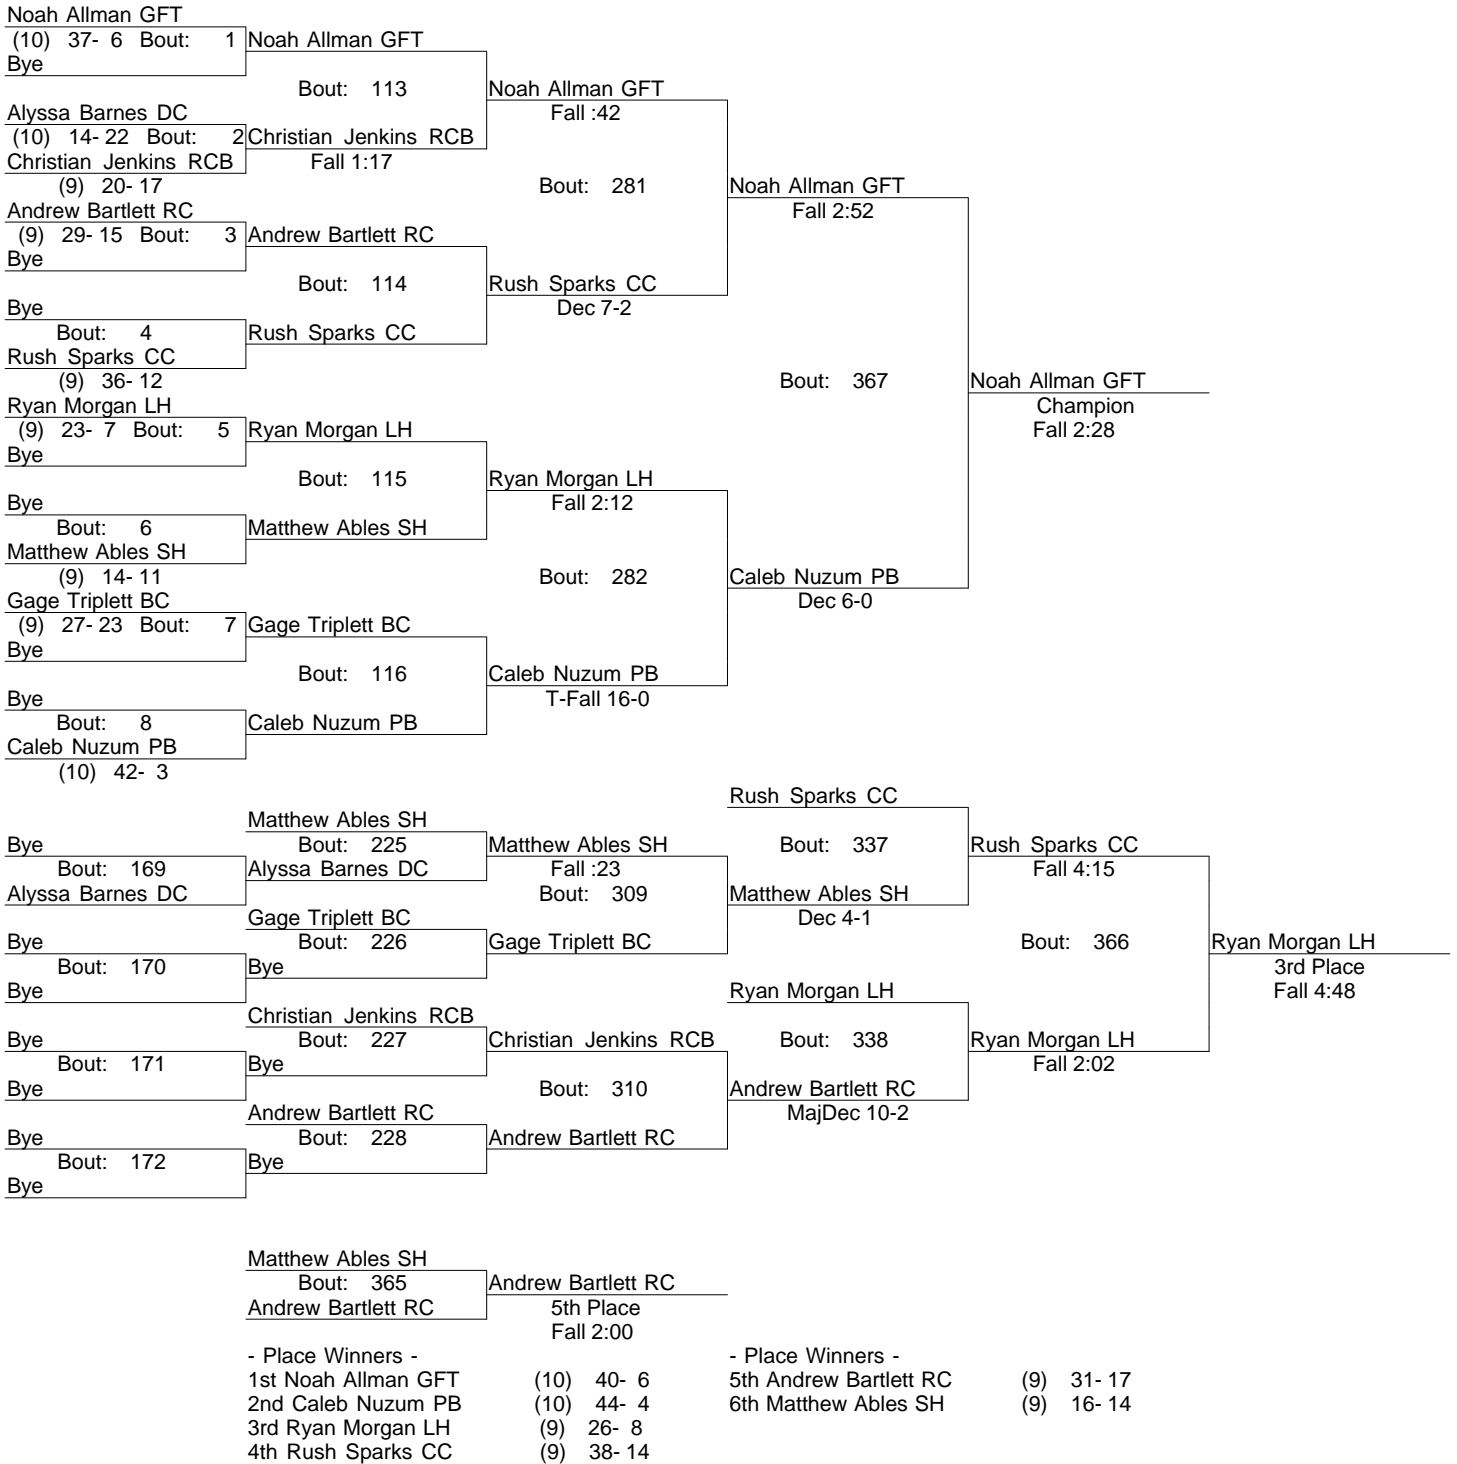 Noah Allman GFT
(10) 37- 6 Bout: 1 Noah Allman GFT
Bye
Bout: 113 Noah Allman GFT
Alyssa Barnes DC Fall :42
(10) 14- 22 Bout: 2 Christian Jenkins RCB
Christian Jenkins RCB Fall 1:17
(9) 20- 17 Bout: 281 Noah Allman GFT
Andrew Bartlett RC Fall 2:52
(9) 29- 15 Bout: 3 Andrew Bartlett RC
Bye
Bout: 114 Rush Sparks CC
Bye Dec 7-2
Bout: 4 Rush Sparks CC
Rush Sparks CC
(9) 36- 12 Bout: 367 Noah Allman GFT
Ryan Morgan LH Champion
(9) 23- 7 Bout: 5 Ryan Morgan LH Fall 2:28
Bye
Bout: 115 Ryan Morgan LH
Bye Fall 2:12
Bout: 6 Matthew Ables SH
Matthew Ables SH
(9) 14- 11 Bout: 282 Caleb Nuzum PB
Gage Triplett BC Dec 6-0
(9) 27- 23 Bout: 7 Gage Triplett BC
Bye
Bout: 116 Caleb Nuzum PB
Bye T-Fall 16-0
Bout: 8 Caleb Nuzum PB
Caleb Nuzum PB
(10) 42- 3
Rush Sparks CC
Matthew Ables SH
Bye Bout: 225 Matthew Ables SH Bout: 337 Rush Sparks CC
Bout: 169 Alyssa Barnes DC Fall :23 Fall 4:15
Alyssa Barnes DC Bout: 309 Matthew Ables SH
Gage Triplett BC Dec 4-1
Bye Bout: 226 Gage Triplett BC Bout: 366 Ryan Morgan LH
Bout: 170 Bye 3rd Place
Bye Ryan Morgan LH Fall 4:48
Christian Jenkins RCB
Bye Bout: 227 Christian Jenkins RCB Bout: 338 Ryan Morgan LH
Bout: 171 Bye Fall 2:02
Bye Bout: 310 Andrew Bartlett RC
Andrew Bartlett RC MajDec 10-2
Bye Bout: 228 Andrew Bartlett RC
Bout: 172 Bye
Bye
Matthew Ables SH
Bout: 365 Andrew Bartlett RC
Andrew Bartlett RC 5th Place
Fall 2:00
- Place Winners - - Place Winners -
1st Noah Allman GFT (10) 40- 6 5th Andrew Bartlett RC (9) 31- 17
2nd Caleb Nuzum PB (10) 44- 4 6th Matthew Ables SH (9) 16- 14
3rd Ryan Morgan LH (9) 26- 8
4th Rush Sparks CC (9) 38- 14